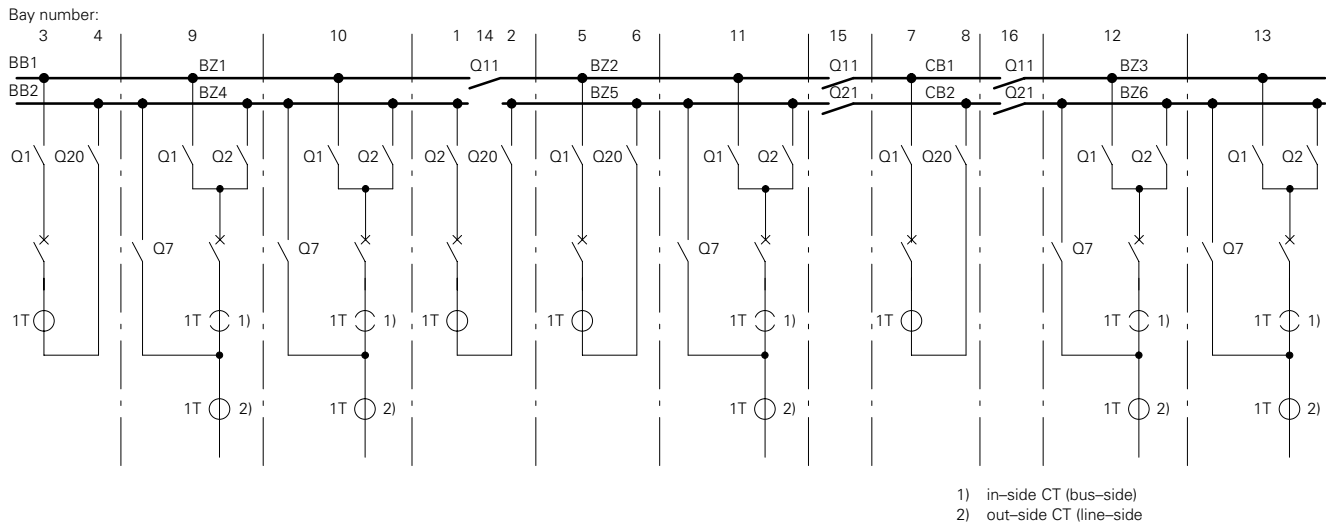 Bay number:
3 4 9 10 1 14 2 5 6 11 15 7 8 16 12 13
BB1 BZ1 Q11 BZ2 Q11 CB1 Q11 BZ3
BB2 BZ4 BZ5 Q21 CB2 Q21 BZ6
Q1 Q20 Q1 Q2 Q1 Q2 Q2 Q20 Q1 Q20 Q1 Q2 Q1 Q20 Q1 Q2 Q1 Q2
Q7 Q7 Q7 Q7 Q7
1T 1T 1) 1T 1) 1T 1T 1T 1) 1T 1T 1) 1T 1)
1T 2) 1T 2) 1T 2) 1T 2) 1T 2)
1) in–side CT (bus–side)
2) out–side CT (line–side